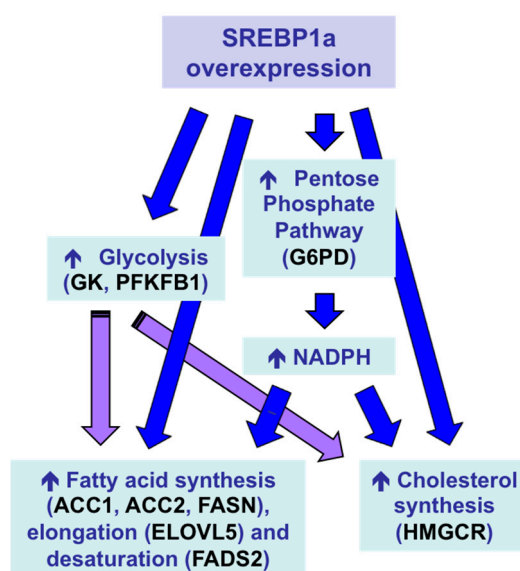 SREBP1a
overexpression
↑ Pentose
Phosphate
Pathway
(G6PD)
↑ Glycolysis
(GK, PFKFB1)
↑ NADPH
↑ Fatty acid synthesis
(ACC1, ACC2, FASN),
elongation (ELOVL5) and
desaturation (FADS2)
↑ Cholesterol
synthesis
(HMGCR)